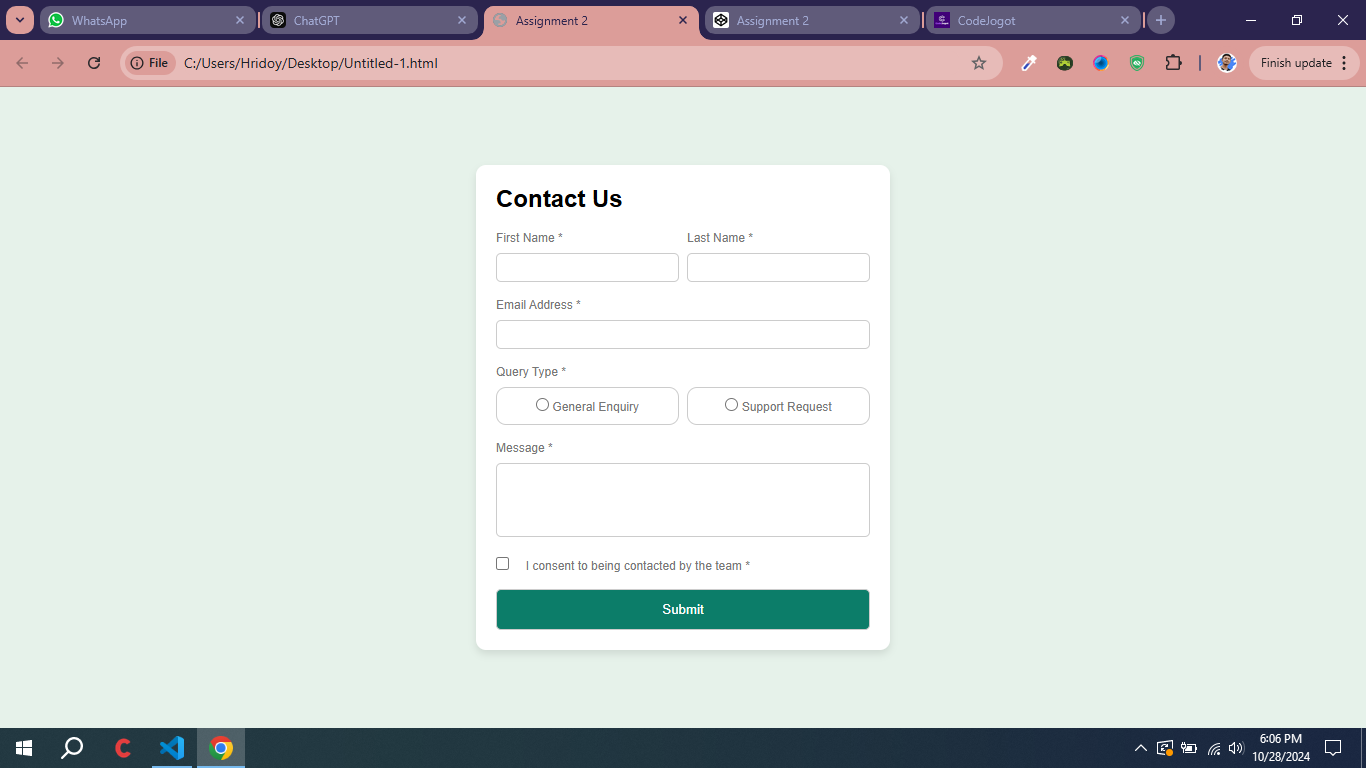 WhatsApp
ChatGPT
Assignment 2
Assignment 2
CodeJogot
File
C:/Users/Hridoy/Desktop/Untitled-1.html
Finish update
Contact Us
First Name *
Last Name *
Email Address *
Query Type *
General Enquiry
Support Request
Message *
I consent to being contacted by the team *
Submit
6:06 PM
10/28/2024